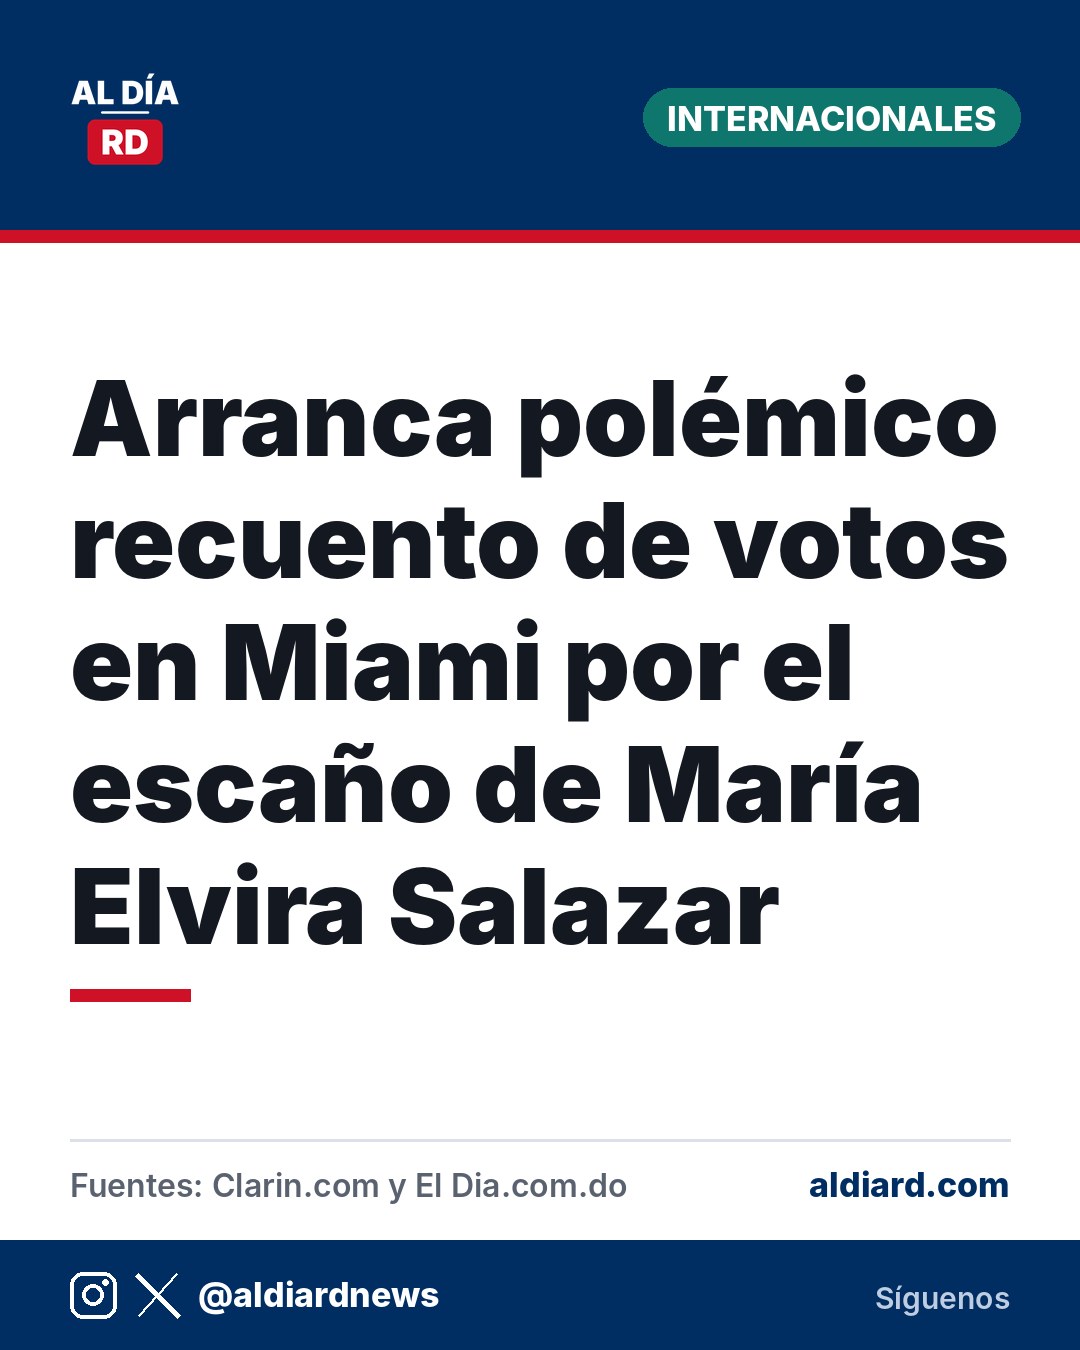 AL DÍA
RD
INTERNACIONALES
Arranca polémico
recuento de votos
en Miami por el
escaño de María
Elvira Salazar
Fuentes: Clarin.com y El Dia.com.do
aldiard.com
@aldiardnews
Síguenos